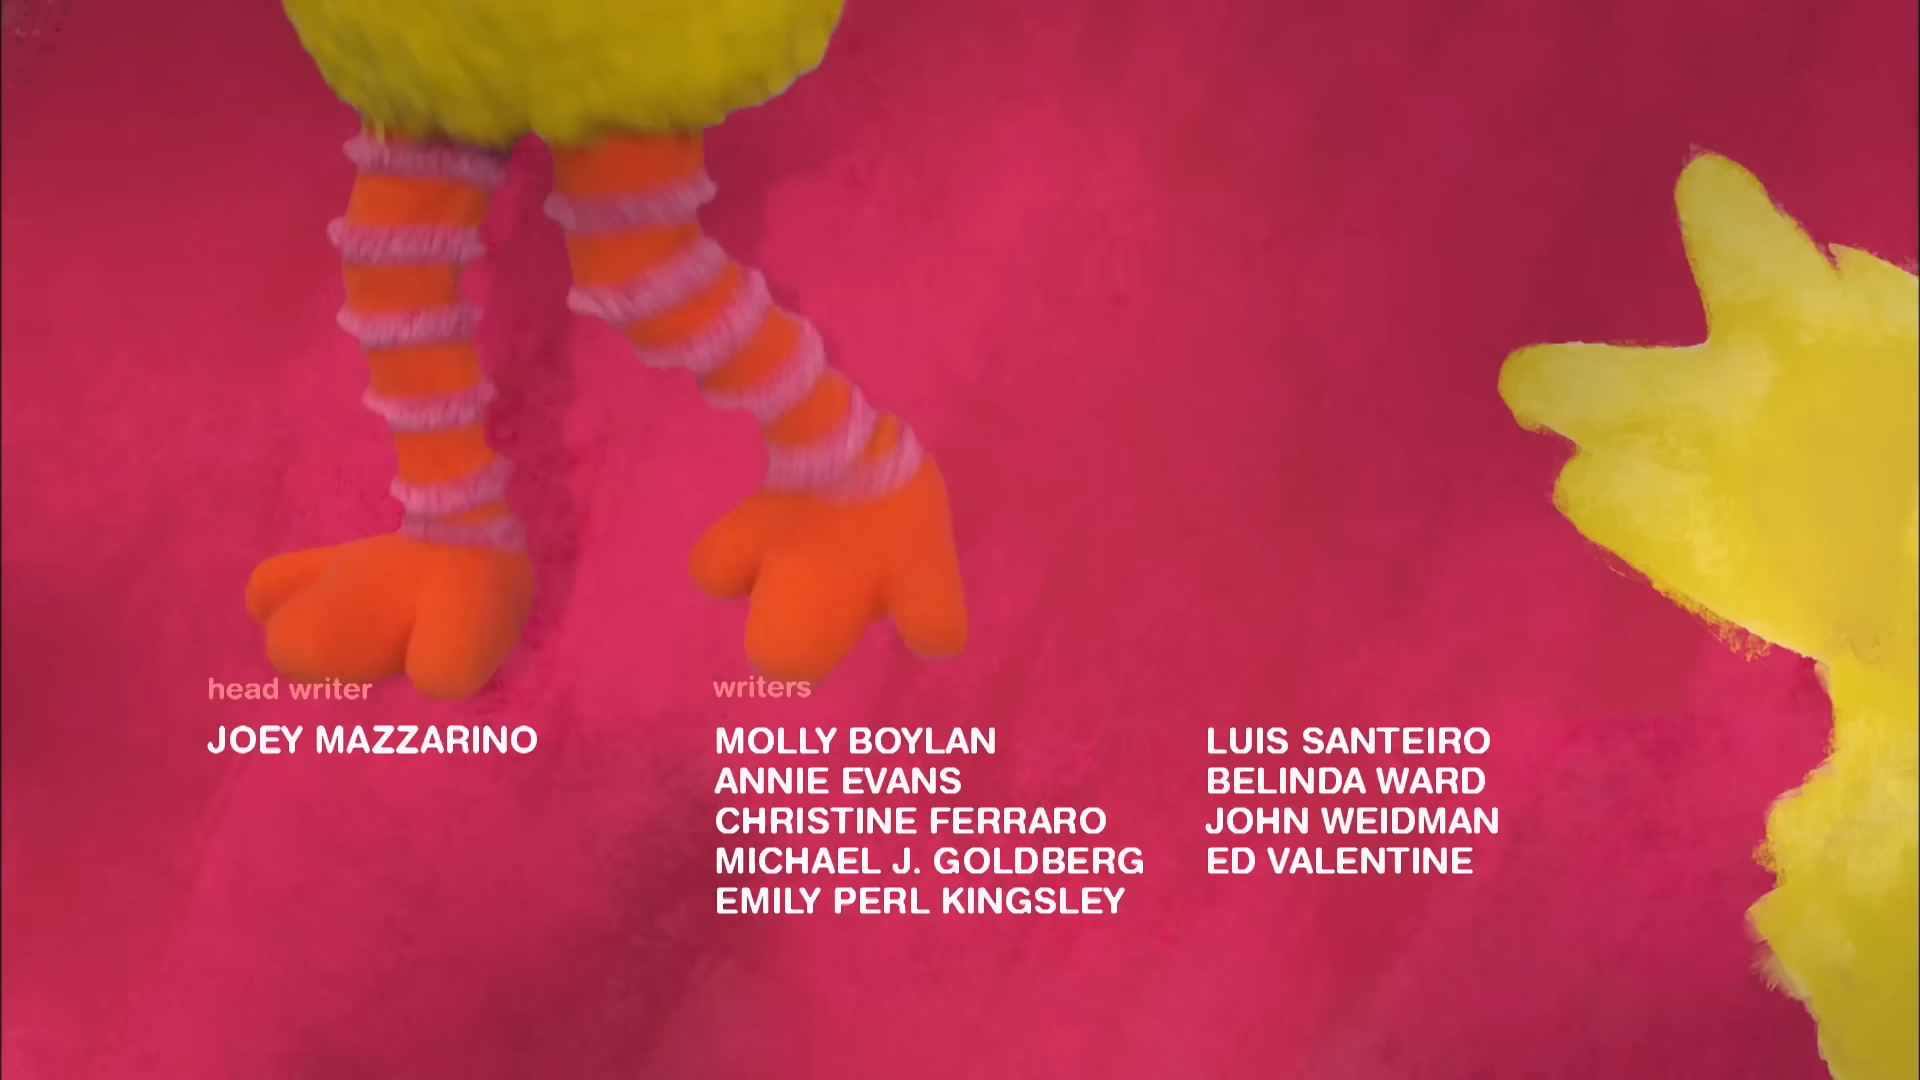 head writer
JOEY MAZZARINO
writers
MOLLY BOYLAN
ANNIE EVANS
CHRISTINE FERRARO
MICHAEL J. GOLDBERG
EMILY PERL KINGSLEY
LUIS SANTEIRO
BELINDA WARD
JOHN WEIDMAN
ED VALENTINE